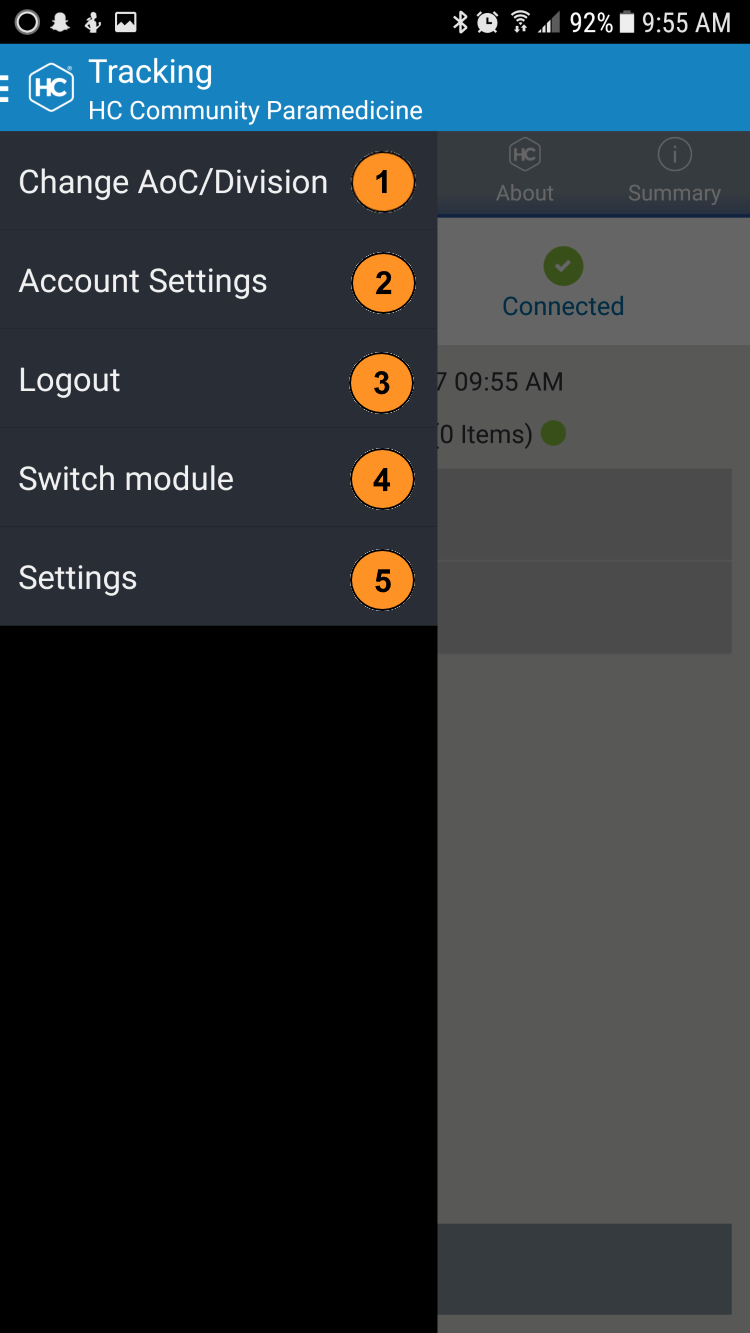 92% 9:55 AM
HC Tracking
HC Community Paramedicine
Change AoC/Division 1
HC
About
Summary
Account Settings 2
Connected
Logout 3
7 09:55 AM
(0 Items)
Switch module 4
Settings 5